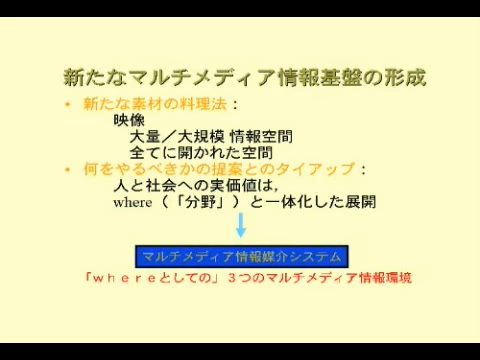 新たなマルチメディア情報基盤の形成
• 新たな素材の料理法：
映像
大量／大規模 情報空間
全てに開かれた空間
• 何をやるべきかの提案とのタイアップ：
人と社会への実価値は，
where（「分野」）と一体化した展開
マルチメディア情報媒介システム
「ｗｈｅｒｅとしての」３つのマルチメディア情報環境